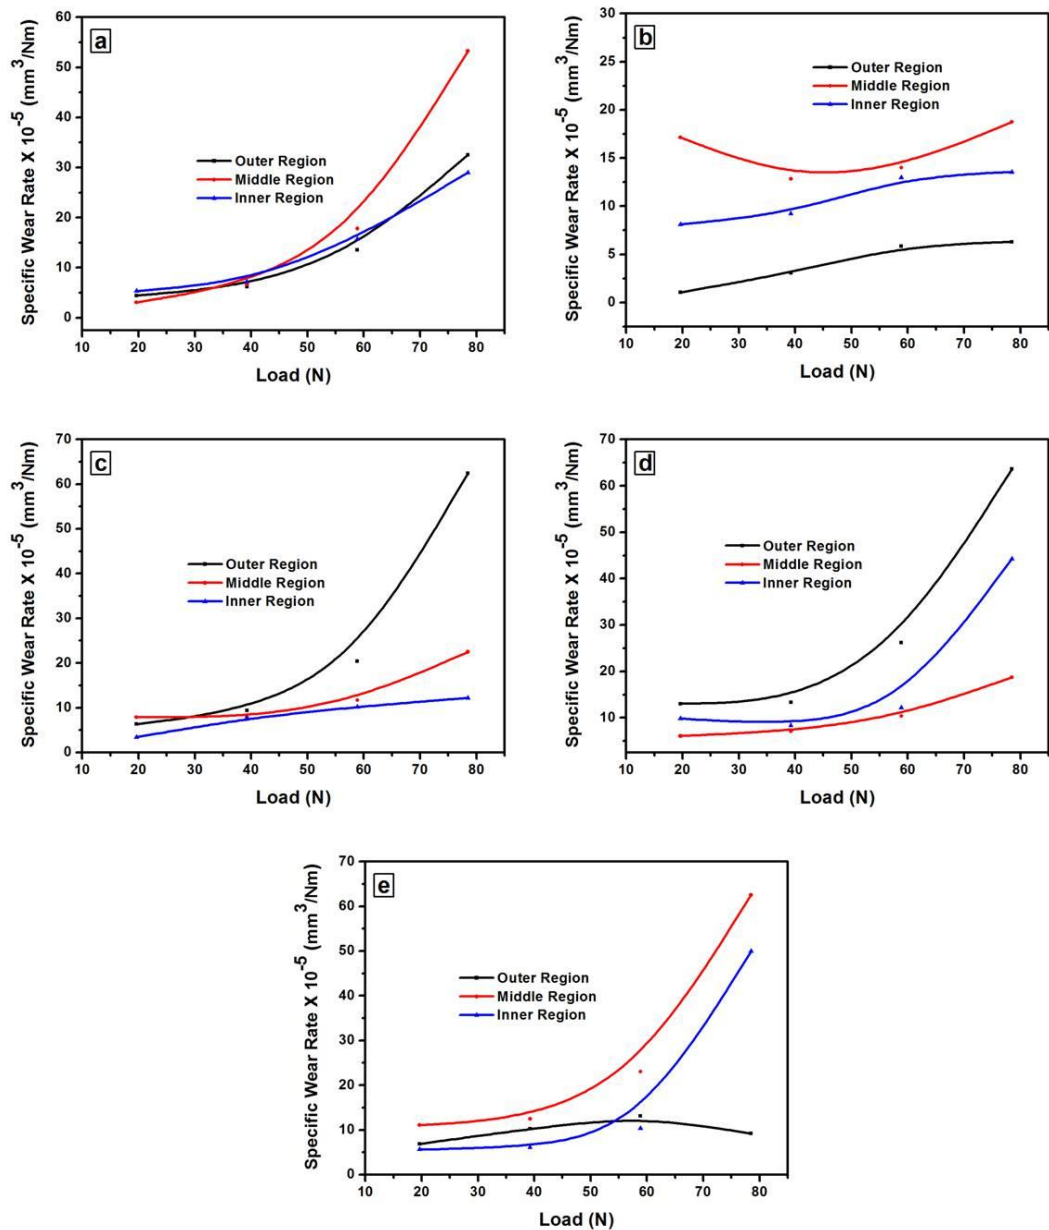 a
Specific Wear Rate X 10⁻⁵ (mm³/Nm)
60
50
40
30
20
10
0
Outer Region
Middle Region
Inner Region
10 20 30 40 50 60 70 80
Load (N)
b
Specific Wear Rate X 10⁻⁵ (mm³/Nm)
30
25
20
15
10
5
0
Outer Region
Middle Region
Inner Region
10 20 30 40 50 60 70 80
Load (N)
c
Specific Wear Rate X 10⁻⁵ (mm³/Nm)
70
60
50
40
30
20
10
0
Outer Region
Middle Region
Inner Region
10 20 30 40 50 60 70 80
Load (N)
d
Specific Wear Rate X 10⁻⁵ (mm³/Nm)
70
60
50
40
30
20
10
Outer Region
Middle Region
Inner Region
10 20 30 40 50 60 70 80
Load (N)
e
Specific Wear Rate X 10⁻⁵ (mm³/Nm)
70
60
50
40
30
20
10
0
Outer Region
Middle Region
Inner Region
10 20 30 40 50 60 70 80
Load (N)